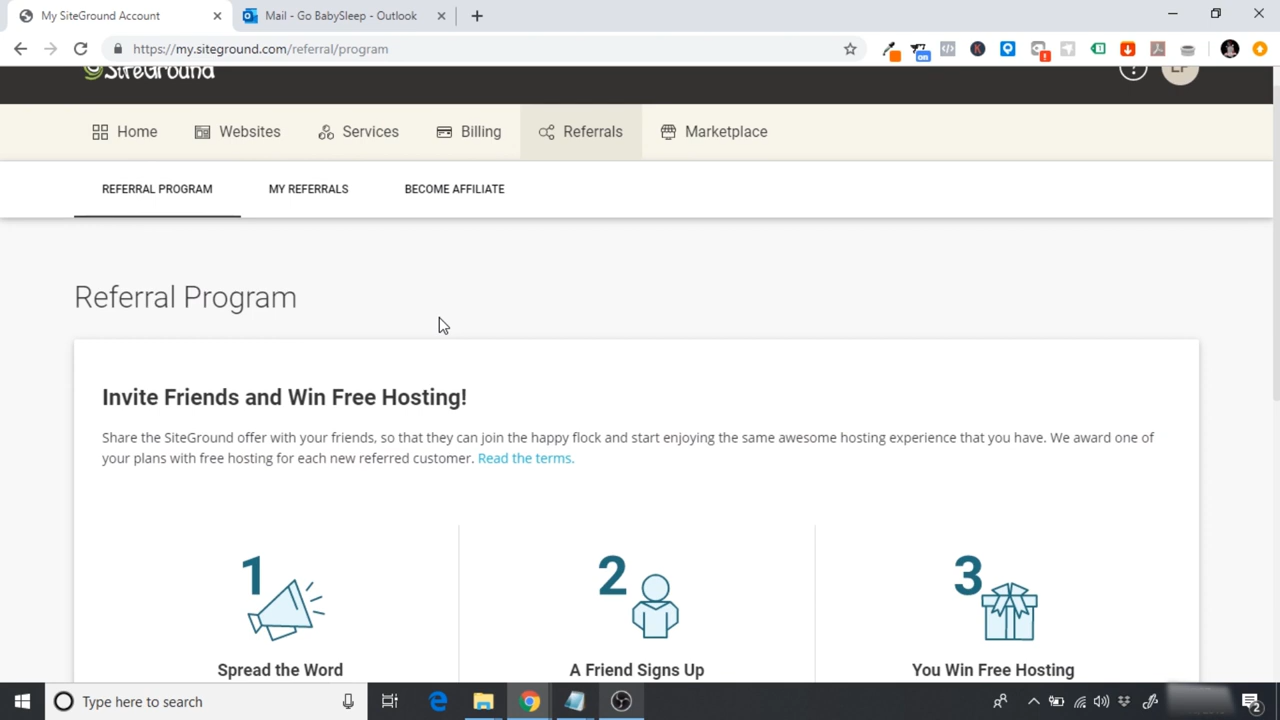 My SiteGround Account
Mail - Go BabySleep - Outlook
https://my.siteground.com/referral/program
on
SiteGround
?
Home
Websites
Services
Billing
Referrals
Marketplace
REFERRAL PROGRAM
MY REFERRALS
BECOME AFFILIATE
Referral Program
Invite Friends and Win Free Hosting!
Share the SiteGround offer with your friends, so that they can join the happy flock and start enjoying the same awesome hosting experience that you have. We award one of
your plans with free hosting for each new referred customer. Read the terms.
1
2
3
Spread the Word
A Friend Signs Up
You Win Free Hosting
Type here to search
2